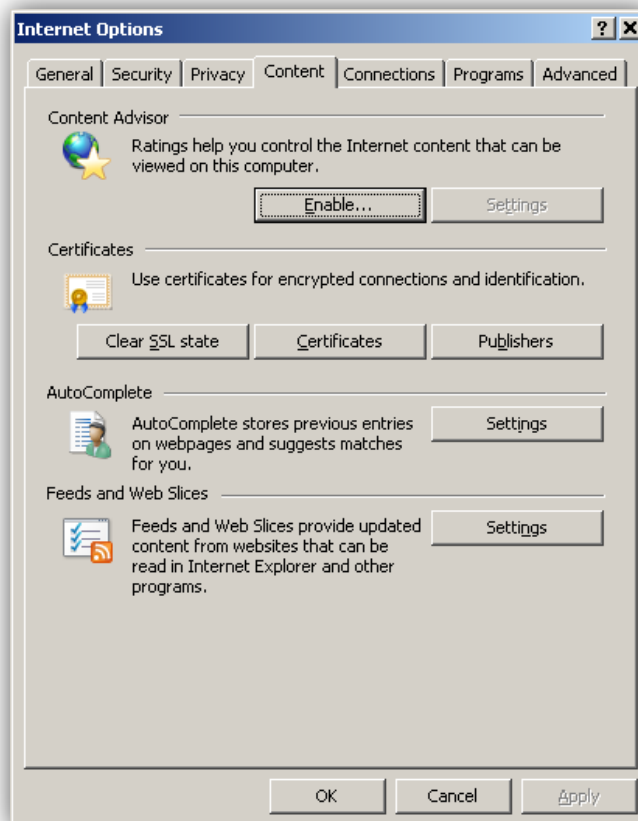 Internet Options
General Security Privacy Content Connections Programs Advanced
Content Advisor
Ratings help you control the Internet content that can be
viewed on this computer.
Enable... Settings
Certificates
Use certificates for encrypted connections and identification.
Clear SSL state Certificates Publishers
AutoComplete
AutoComplete stores previous entries
on webpages and suggests matches
for you.
Settings
Feeds and Web Slices
Feeds and Web Slices provide updated
content from websites that can be
read in Internet Explorer and other
programs.
Settings
OK Cancel Apply